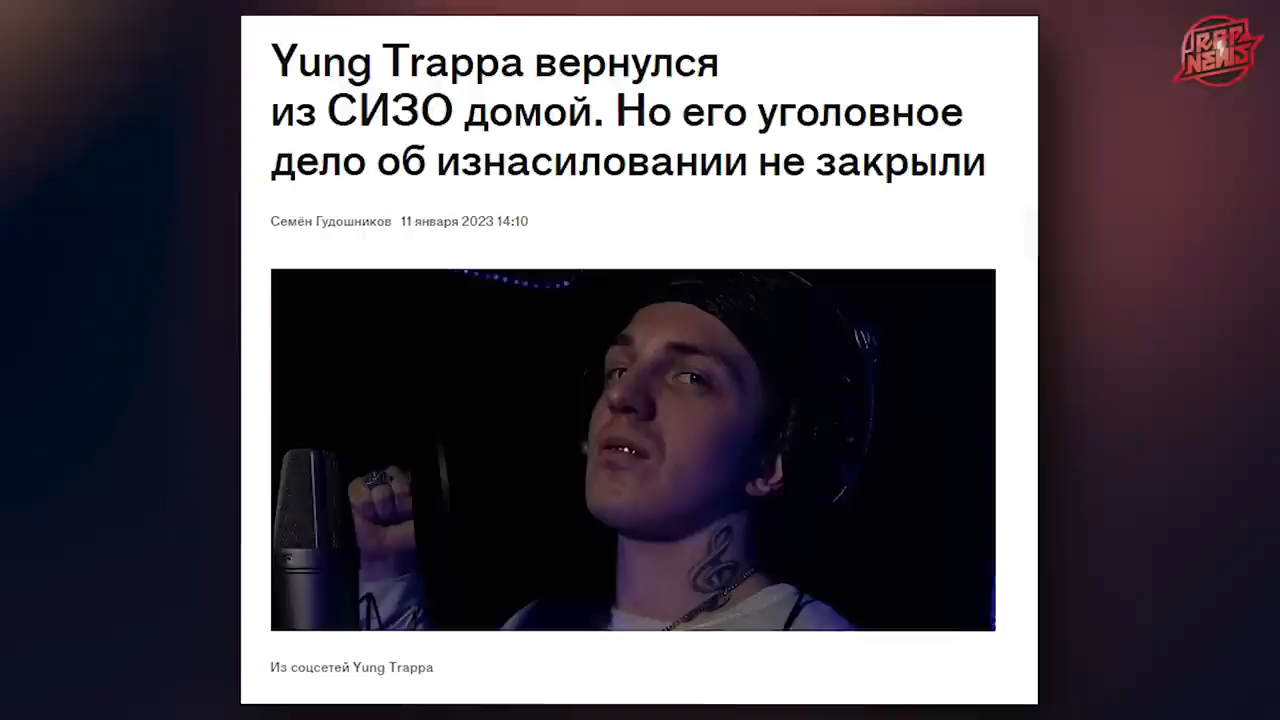 Yung Trappa вернулся
из СИЗО домой. Но его уголовное
дело об изнасиловании не закрыли
Семён Гудошников 11 января 2023 14:10
Из соцсетей Yung Trappa
RAP
NEWS